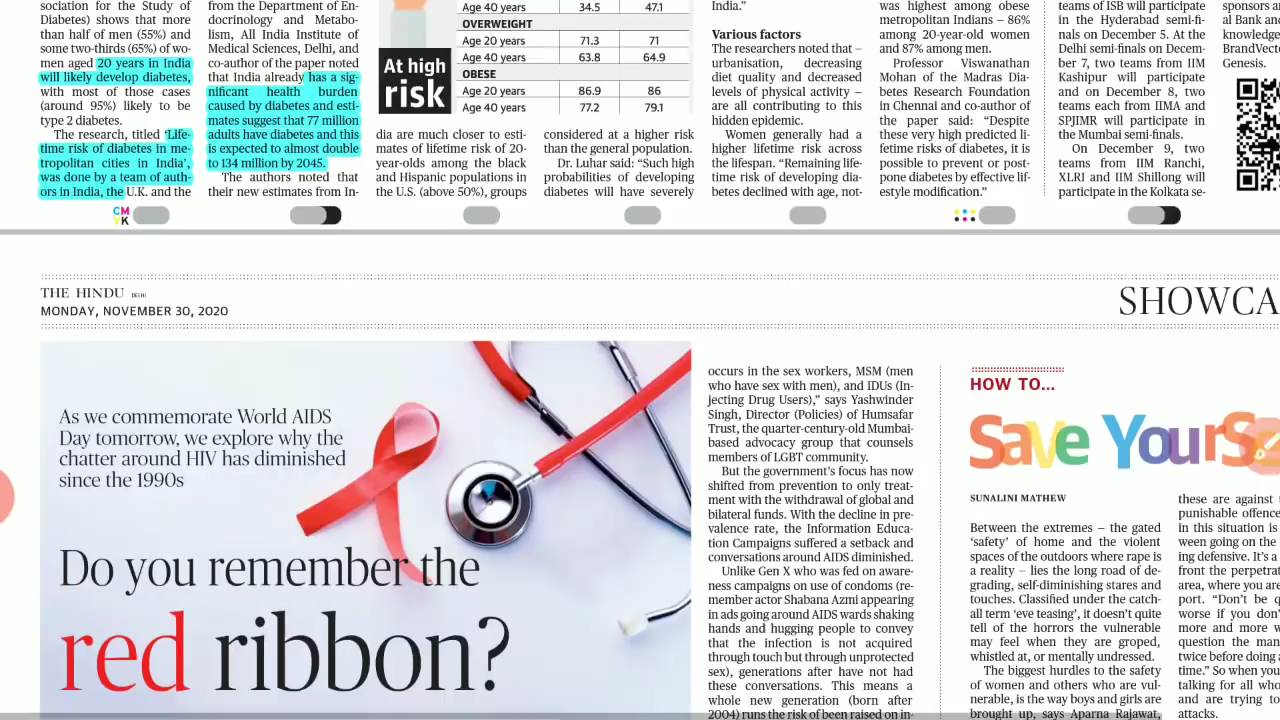 sociation for the Study of
Diabetes) shows that more
than half of men (55%) and
some two-thirds (65%) of wo-
men aged 20 years in India
will likely develop diabetes,
with most of those cases
(around 95%) likely to be
type 2 diabetes.
The research, titled ‘Life-
time risk of diabetes in me-
tropolitan cities in India’,
was done by a team of auth-
ors in India, the U.K. and the
from the Department of En-
docrinology and Metabo-
lism, All India Institute of
Medical Sciences, Delhi, and
co-author of the paper noted
that India already has a sig-
nificant health burden
caused by diabetes and esti-
mates suggest that 77 million
adults have diabetes and this
is expected to almost double
to 134 million by 2045.
The authors noted that
their new estimates from In-
At high
risk
Age 40 years 34.5 47.1
OVERWEIGHT
Age 20 years 71.3 71
Age 40 years 63.8 64.9
OBESE
Age 20 years 86.9 86
Age 40 years 77.2 79.1
dia are much closer to esti-
mates of lifetime risk of 20-
year-olds among the black
and Hispanic populations in
the U.S. (above 50%), groups
considered at a higher risk
than the general population.
Dr. Luhar said: “Such high
probabilities of developing
diabetes will have severely
India.”
Various factors
The researchers noted that –
urbanisation, decreasing
diet quality and decreased
levels of physical activity –
are all contributing to this
hidden epidemic.
Women generally had a
higher lifetime risk across
the lifespan. “Remaining life-
time risk of developing dia-
betes declined with age, not-
was highest among obese
metropolitan Indians – 86%
among 20-year-old women
and 87% among men.
Professor Viswanathan
Mohan of the Madras Dia-
betes Research Foundation
in Chennai and co-author of
the paper said: “Despite
these very high predicted li-
fetime risks of diabetes, it is
possible to prevent or post-
pone diabetes by effective lif-
estyle modification.”
teams of ISB will participate
in the Hyderabad semi-fi-
nals on December 5. At the
Delhi semi-finals on Decem-
ber 7, two teams from IIM
Kashipur will participate
and on December 8, two
teams each from IIMA and
SPJIMR will participate in
the Mumbai semi-finals.
On December 9, two
teams from IIM Ranchi,
XLRI and IIM Shillong will
participate in the Kolkata se-
sponsors a
al Bank an
knowledge
BrandVect
Genesis.
CM
YK
THE HINDU DELHI
MONDAY, NOVEMBER 30, 2020
SHOWCA
As we commemorate World AIDS
Day tomorrow, we explore why the
chatter around HIV has diminished
since the 1990s
Do you remember the
red ribbon?
occurs in the sex workers, MSM (men
who have sex with men), and IDUs (In-
jecting Drug Users),” says Yashwinder
Singh, Director (Policies) of Humsafar
Trust, the quarter-century-old Mumbai-
based advocacy group that counsels
members of LGBT community.
But the government’s focus has now
shifted from prevention to only treat-
ment with the withdrawal of global and
bilateral funds. With the decline in pre-
valence rate, the Information Educa-
tion Campaigns suffered a setback and
conversations around AIDS diminished.
Unlike Gen X who was fed on aware-
ness campaigns on use of condoms (re-
member actor Shabana Azmi appearing
in ads going around AIDS wards shaking
hands and hugging people to convey
that the infection is not acquired
through touch but through unprotected
sex), generations after have not had
these conversations. This means a
whole new generation (born after
2004) runs the risk of been raised on in-
HOW TO...
Save YourS
SUNALINI MATHEW
Between the extremes – the gated
‘safety’ of home and the violent
spaces of the outdoors where rape is
a reality – lies the long road of de-
grading, self-diminishing stares and
touches. Classified under the catch-
all term ‘eve teasing’, it doesn’t quite
tell of the horrors the vulnerable
may feel when they are groped,
whistled at, or mentally undressed.
The biggest hurdles to the safety
of women and others who are vul-
nerable, is the way boys and girls are
brought up, says Aparna Rajawat,
these are against
punishable offence
in this situation is
ween going on the
ing defensive. It’s a
front the perpetrat
area, where you are
port. “Don’t be q
worse if you don’
more and more w
question the man
twice before doing a
time.” So when you
talking for all who
and are trying to
attacks.